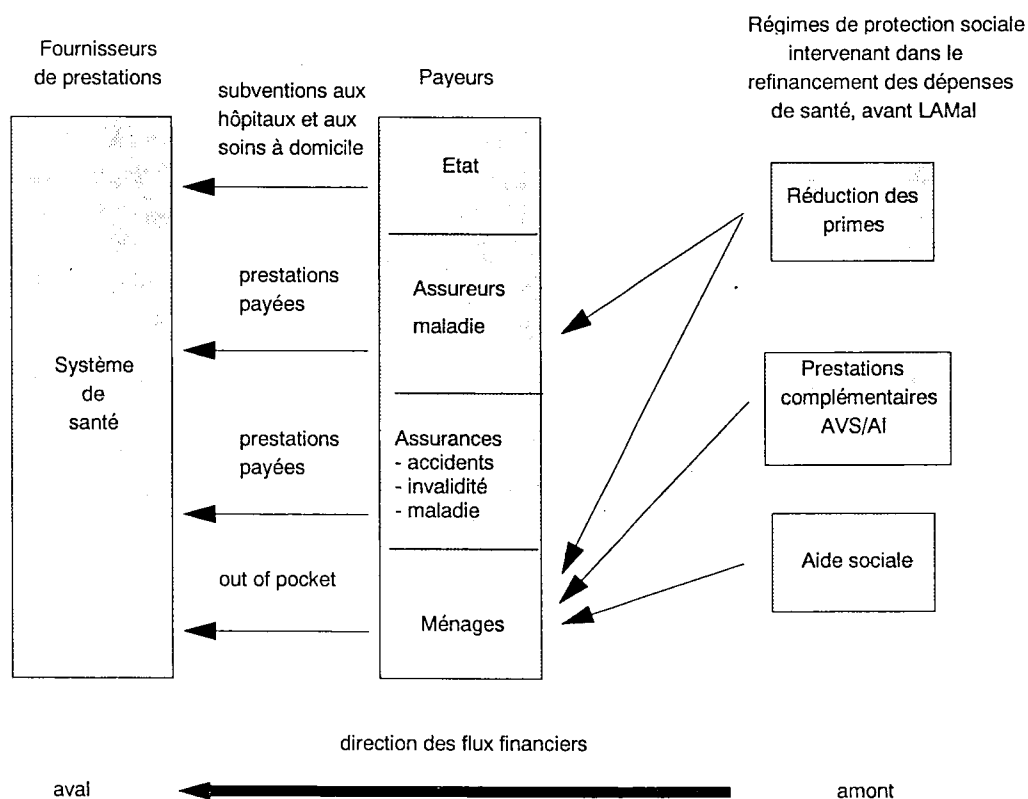 Fournisseurs
de prestations
subventions aux
hôpitaux et aux
soins à domicile
Payeurs
Régimes de protection sociale
intervenant dans le
refinancement des dépenses
de santé, avant LAMal
Etat
Réduction des
primes
prestations
payées
Assureurs
maladie
Système
de
santé
Prestations
complémentaires
AVS/AI
prestations
payées
Assurances
- accidents
- invalidité
- maladie
Aide sociale
out of pocket
Ménages
direction des flux financiers
aval
amont